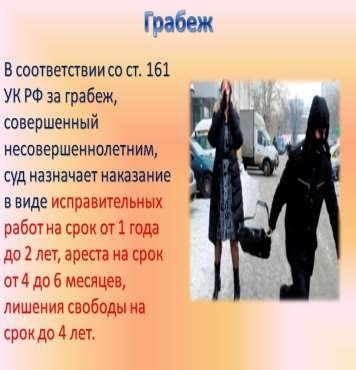 Грабеж
В соответствии со ст. 161
УК РФ за грабеж,
совершенный
несовершеннолетним,
суд назначает наказание
в виде исправительных
работ на срок от 1 года
до 2 лет, ареста на срок
от 4 до 6 месяцев,
лишения свободы на
срок до 4 лет.